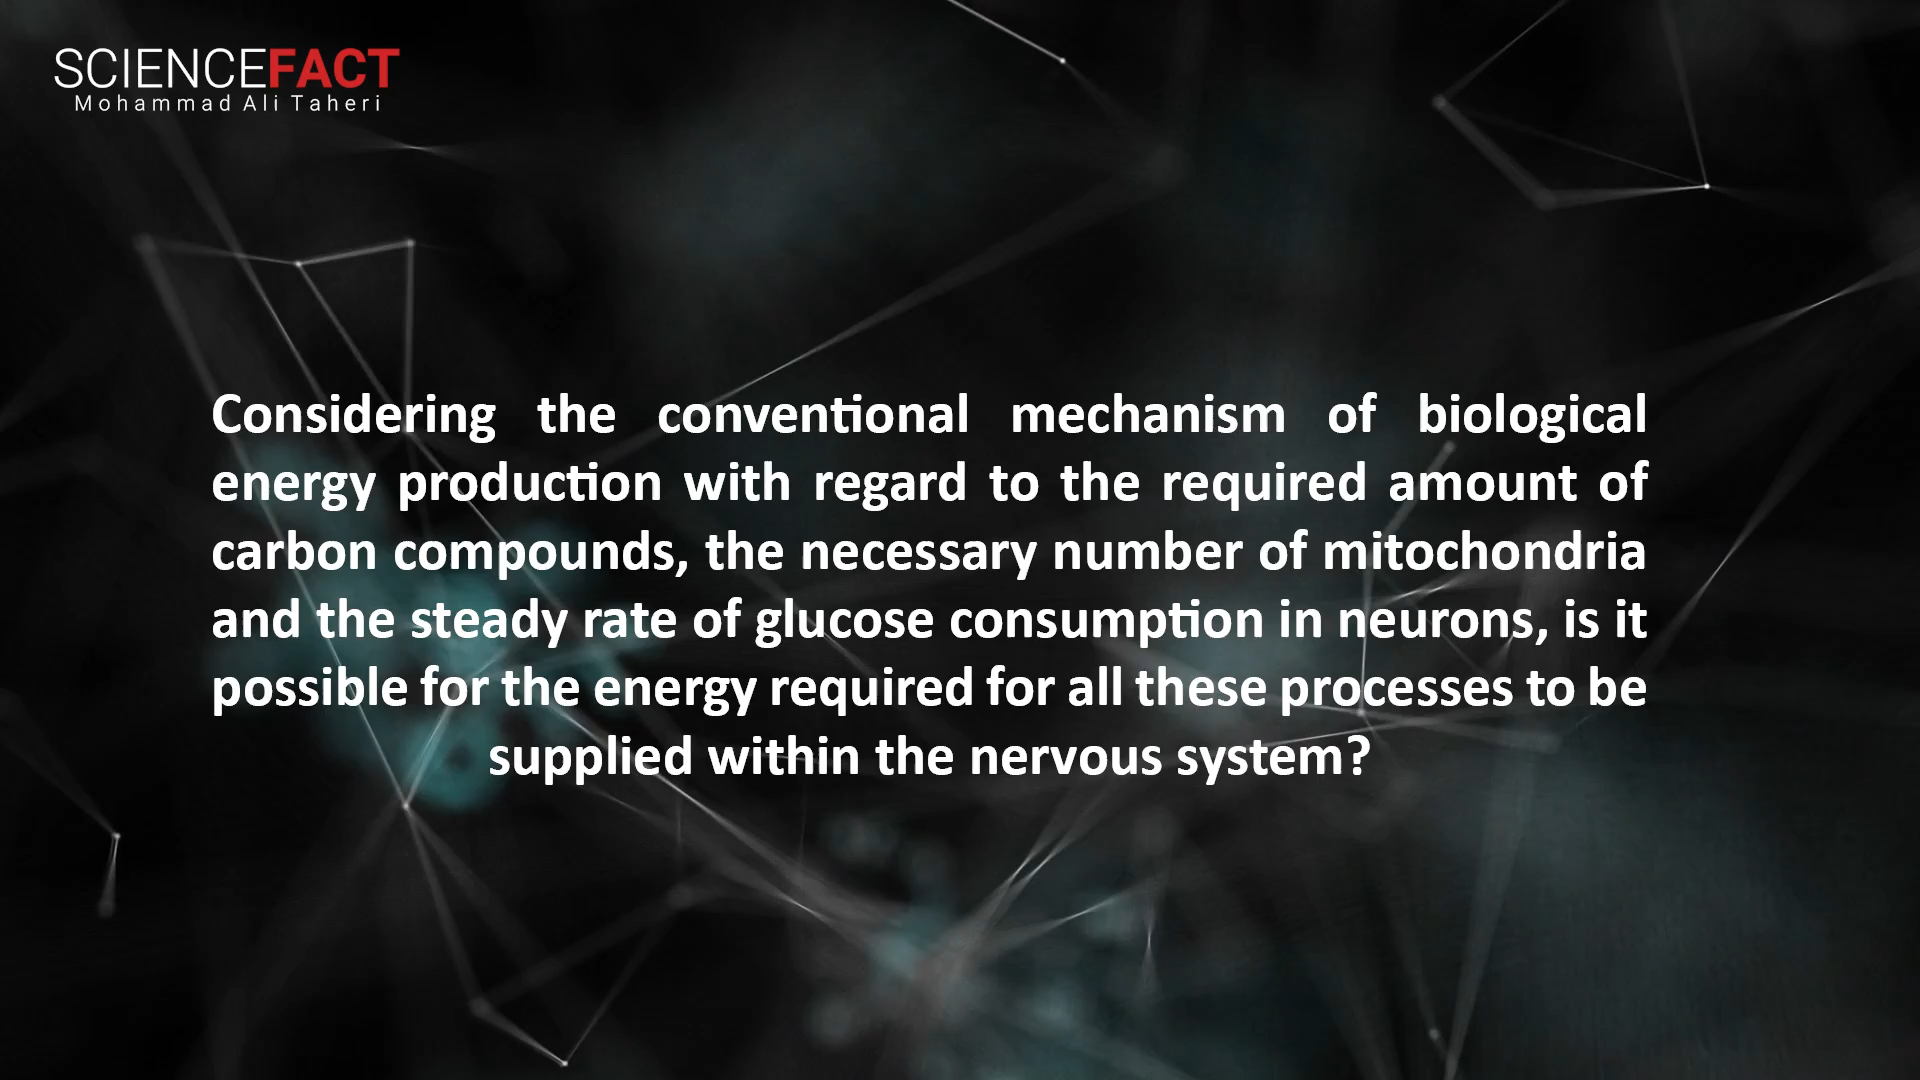 SCIENCEFACT
Mohammad Ali Taheri
Considering the conventional mechanism of biological
energy production with regard to the required amount of
carbon compounds, the necessary number of mitochondria
and the steady rate of glucose consumption in neurons, is it
possible for the energy required for all these processes to be
supplied within the nervous system?